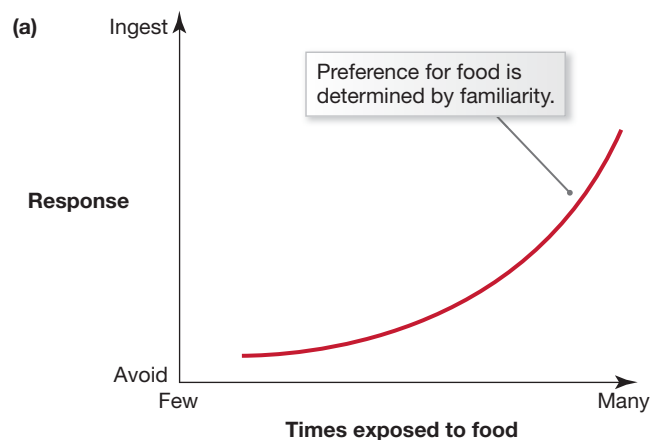 (a)
Ingest
Preference for food is
determined by familiarity.
Response
Avoid
Few
Many
Times exposed to food